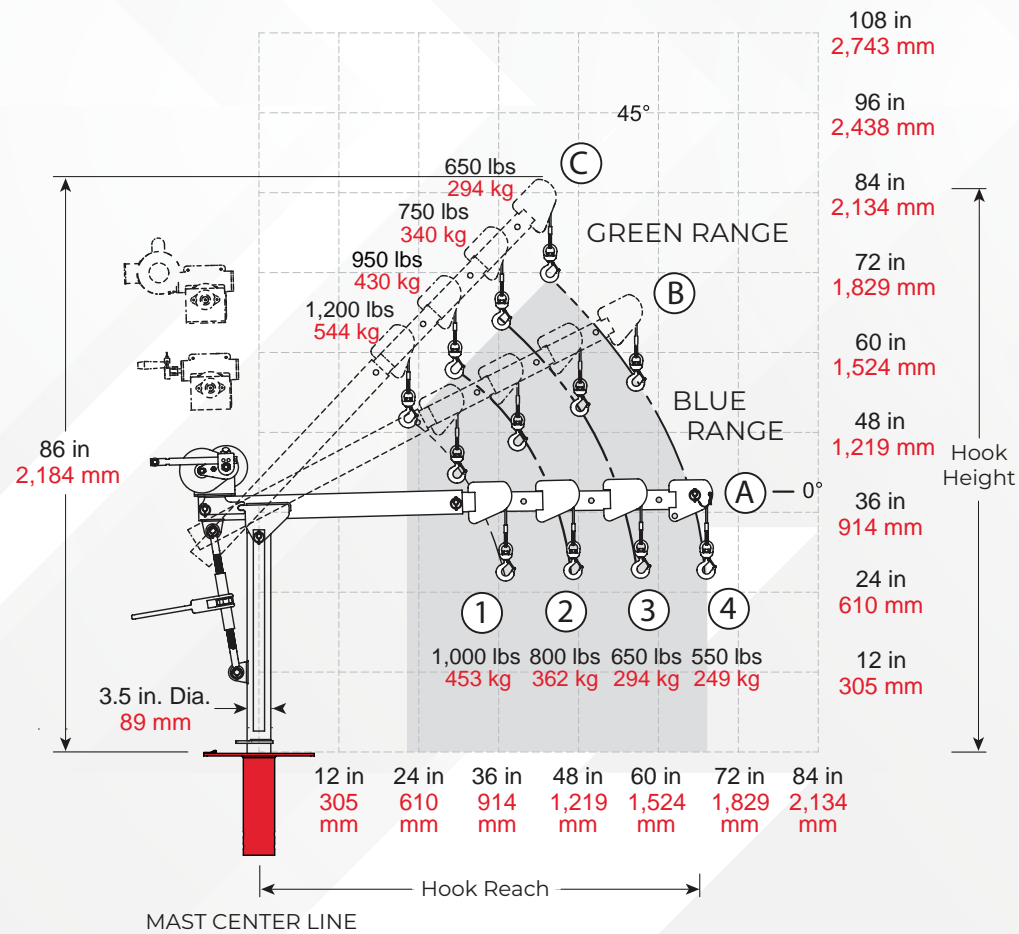 108 in
2,743 mm
45°
96 in
2,438 mm
C
650 lbs
294 kg
84 in
2,134 mm
750 lbs
340 kg
GREEN RANGE
950 lbs
430 kg
72 in
1,829 mm
B
1,200 lbs
544 kg
60 in
1,524 mm
BLUE
RANGE
48 in
1,219 mm
86 in
2,184 mm
Hook
Height
A
0°
36 in
914 mm
24 in
610 mm
1
2
3
4
1,000 lbs
453 kg
800 lbs
362 kg
650 lbs
294 kg
550 lbs
249 kg
12 in
305 mm
3.5 in. Dia.
89 mm
12 in
305
mm
24 in
610
mm
36 in
914
mm
48 in
1,219
mm
60 in
1,524
mm
72 in
1,829
mm
84 in
2,134
mm
Hook Reach
MAST CENTER LINE